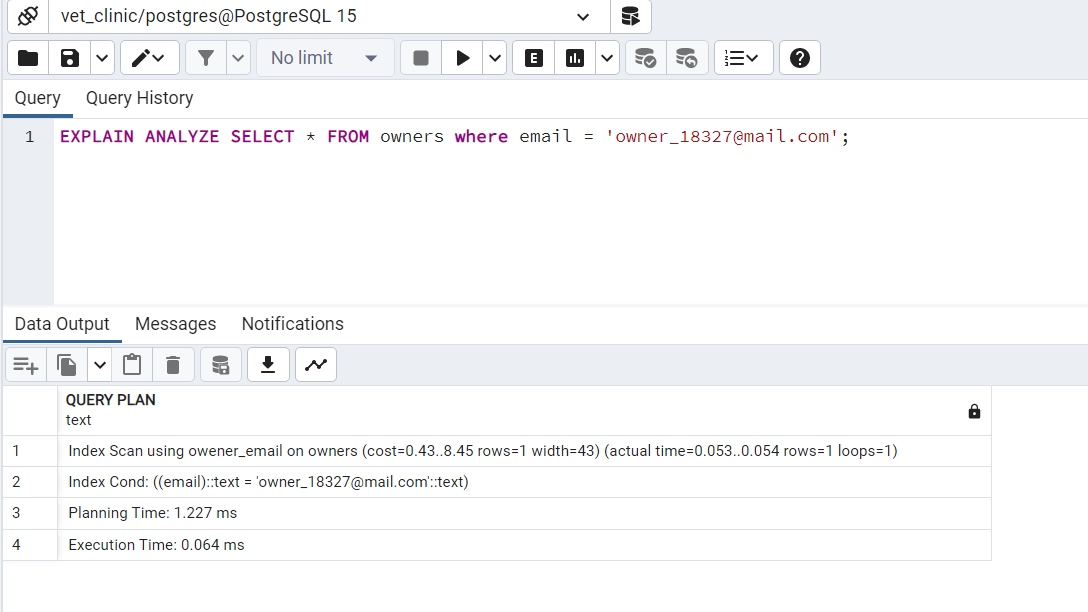 vet_clinic/postgres@PostgreSQL 15
No limit
E
Query Query History
1 EXPLAIN ANALYZE SELECT * FROM owners where email = 'owner_18327@mail.com';
Data Output Messages Notifications
QUERY PLAN
text
1 Index Scan using owener_email on owners (cost=0.43..8.45 rows=1 width=43) (actual time=0.053..0.054 rows=1 loops=1)
2 Index Cond: ((email)::text = 'owner_18327@mail.com'::text)
3 Planning Time: 1.227 ms
4 Execution Time: 0.064 ms